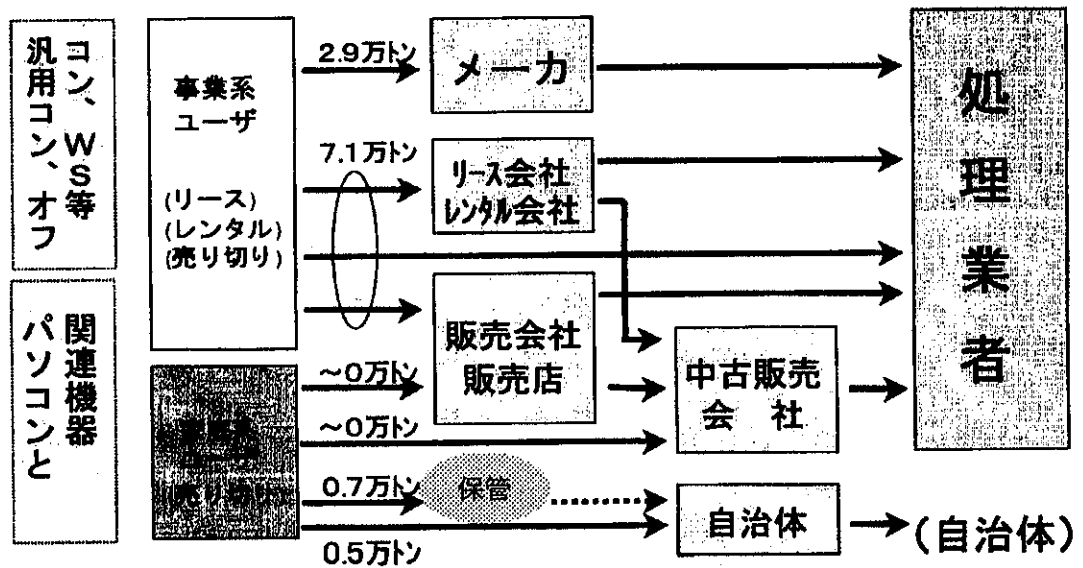 汎用コン、オフ
コン、WS等
パソコンと
関連機器
事業系
ユーザ
(リース)
(レンタル)
(売り切り)
売り切り
2.9万トン
7.1万トン
～0万トン
～0万トン
0.7万トン
0.5万トン
メーカ
リース会社
レンタル会社
販売会社
販売店
保管
中古販売
会　社
自治体
処理業者
(自治体)